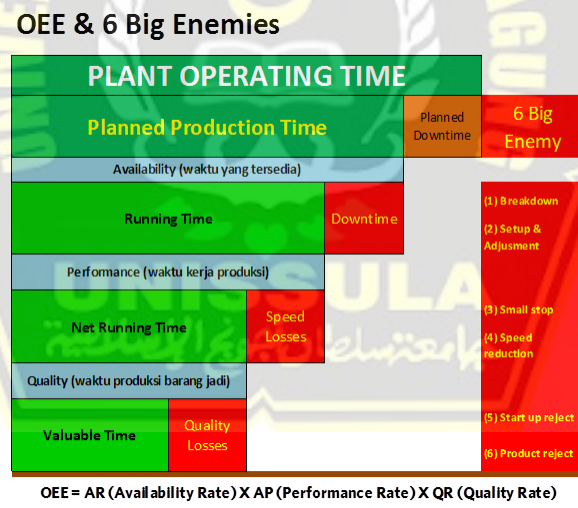 OEE & 6 Big Enemies
PLANT OPERATING TIME
Planned Production Time
Planned
Downtime
6 Big
Enemy
Availability (waktu yang tersedia)
Running Time
Downtime
(1) Breakdown
(2) Setup &
Adjusment
Performance (waktu kerja produksi)
UNISSULA
Net Running Time
Speed
Losses
(3) Small stop
(4) Speed
reduction
Quality (waktu produksi barang jadi)
Valuable Time
Quality
Losses
(5) Start up reject
(6) Product reject
OEE = AR (Availability Rate) X AP (Performance Rate) X QR (Quality Rate)